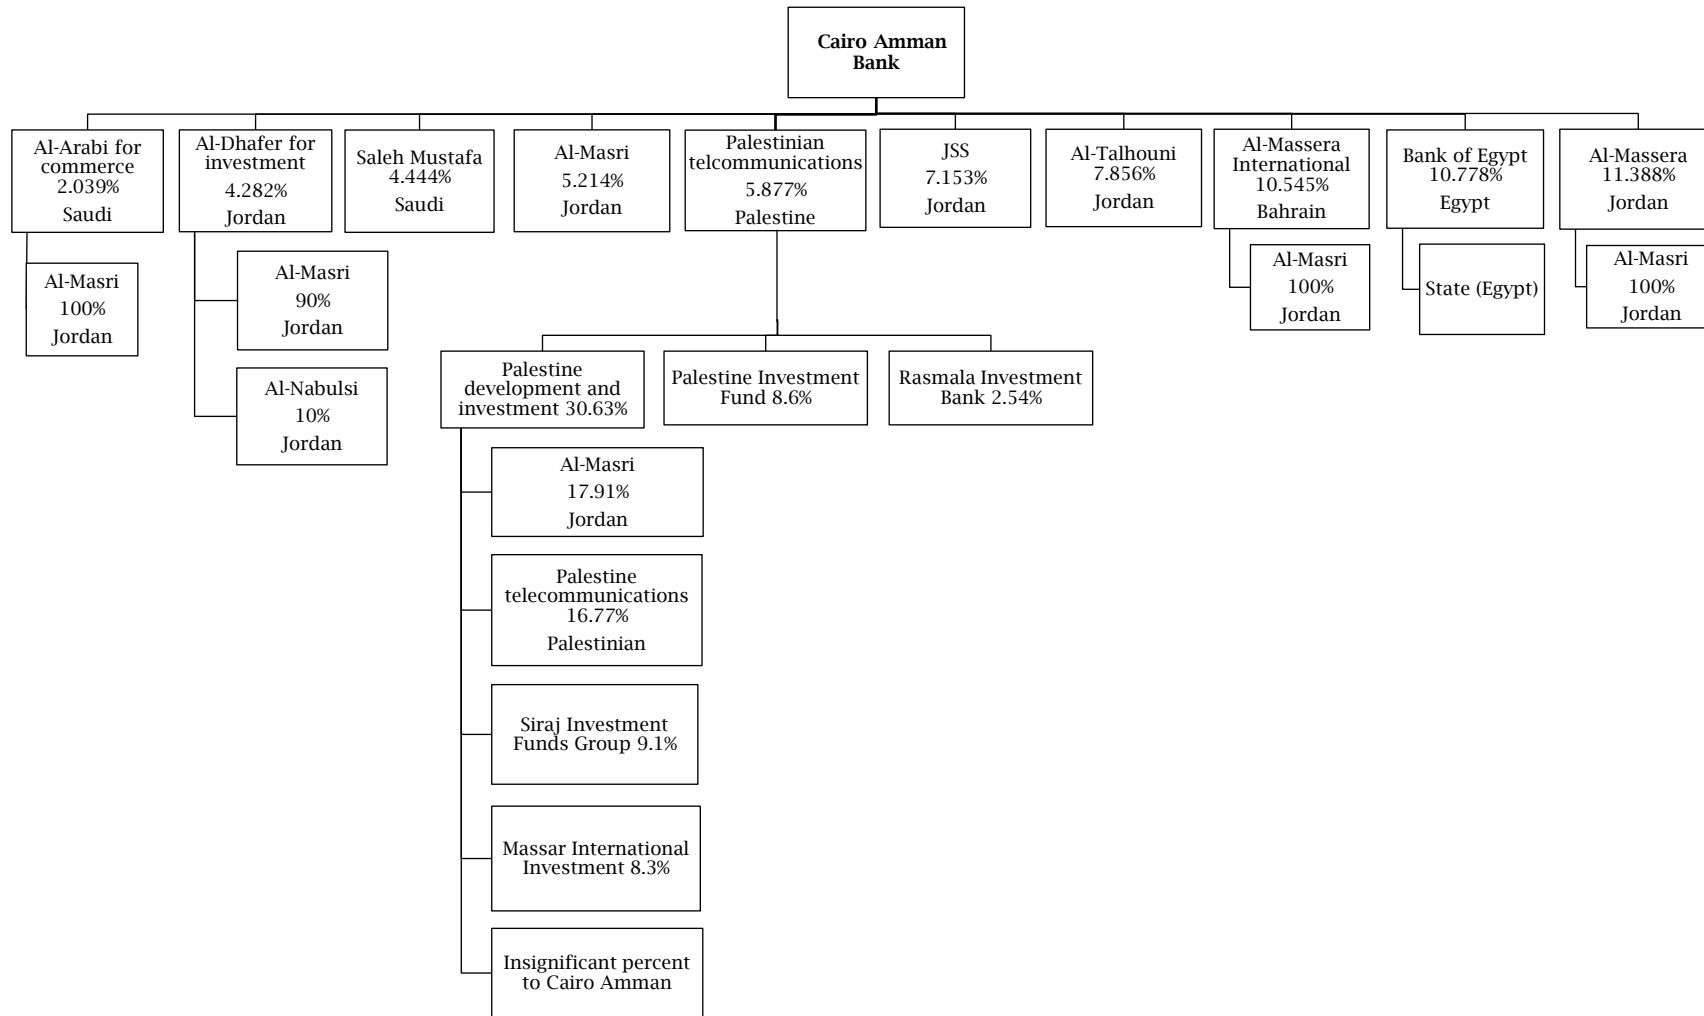 Cairo Amman
Bank
Al-Arabi for
commerce
2.039%
Saudi
Al-Dhafer for
investment
4.282%
Jordan
Saleh Mustafa
4.444%
Saudi
Al-Masri
5.214%
Jordan
Palestinian
telcommunications
5.877%
Palestine
JSS
7.153%
Jordan
Al-Talhouni
7.856%
Jordan
Al-Massera
International
10.545%
Bahrain
Bank of Egypt
10.778%
Egypt
Al-Massera
11.388%
Jordan
Al-Masri
100%
Jordan
Al-Masri
90%
Jordan
Al-Nabulsi
10%
Jordan
Al-Masri
100%
Jordan
State (Egypt)
Al-Masri
100%
Jordan
Palestine
development and
investment 30.63%
Palestine Investment
Fund 8.6%
Rasmala Investment
Bank 2.54%
Al-Masri
17.91%
Jordan
Palestine
telecommunications
16.77%
Palestinian
Siraj Investment
Funds Group 9.1%
Massar International
Investment 8.3%
Insignificant percent
to Cairo Amman